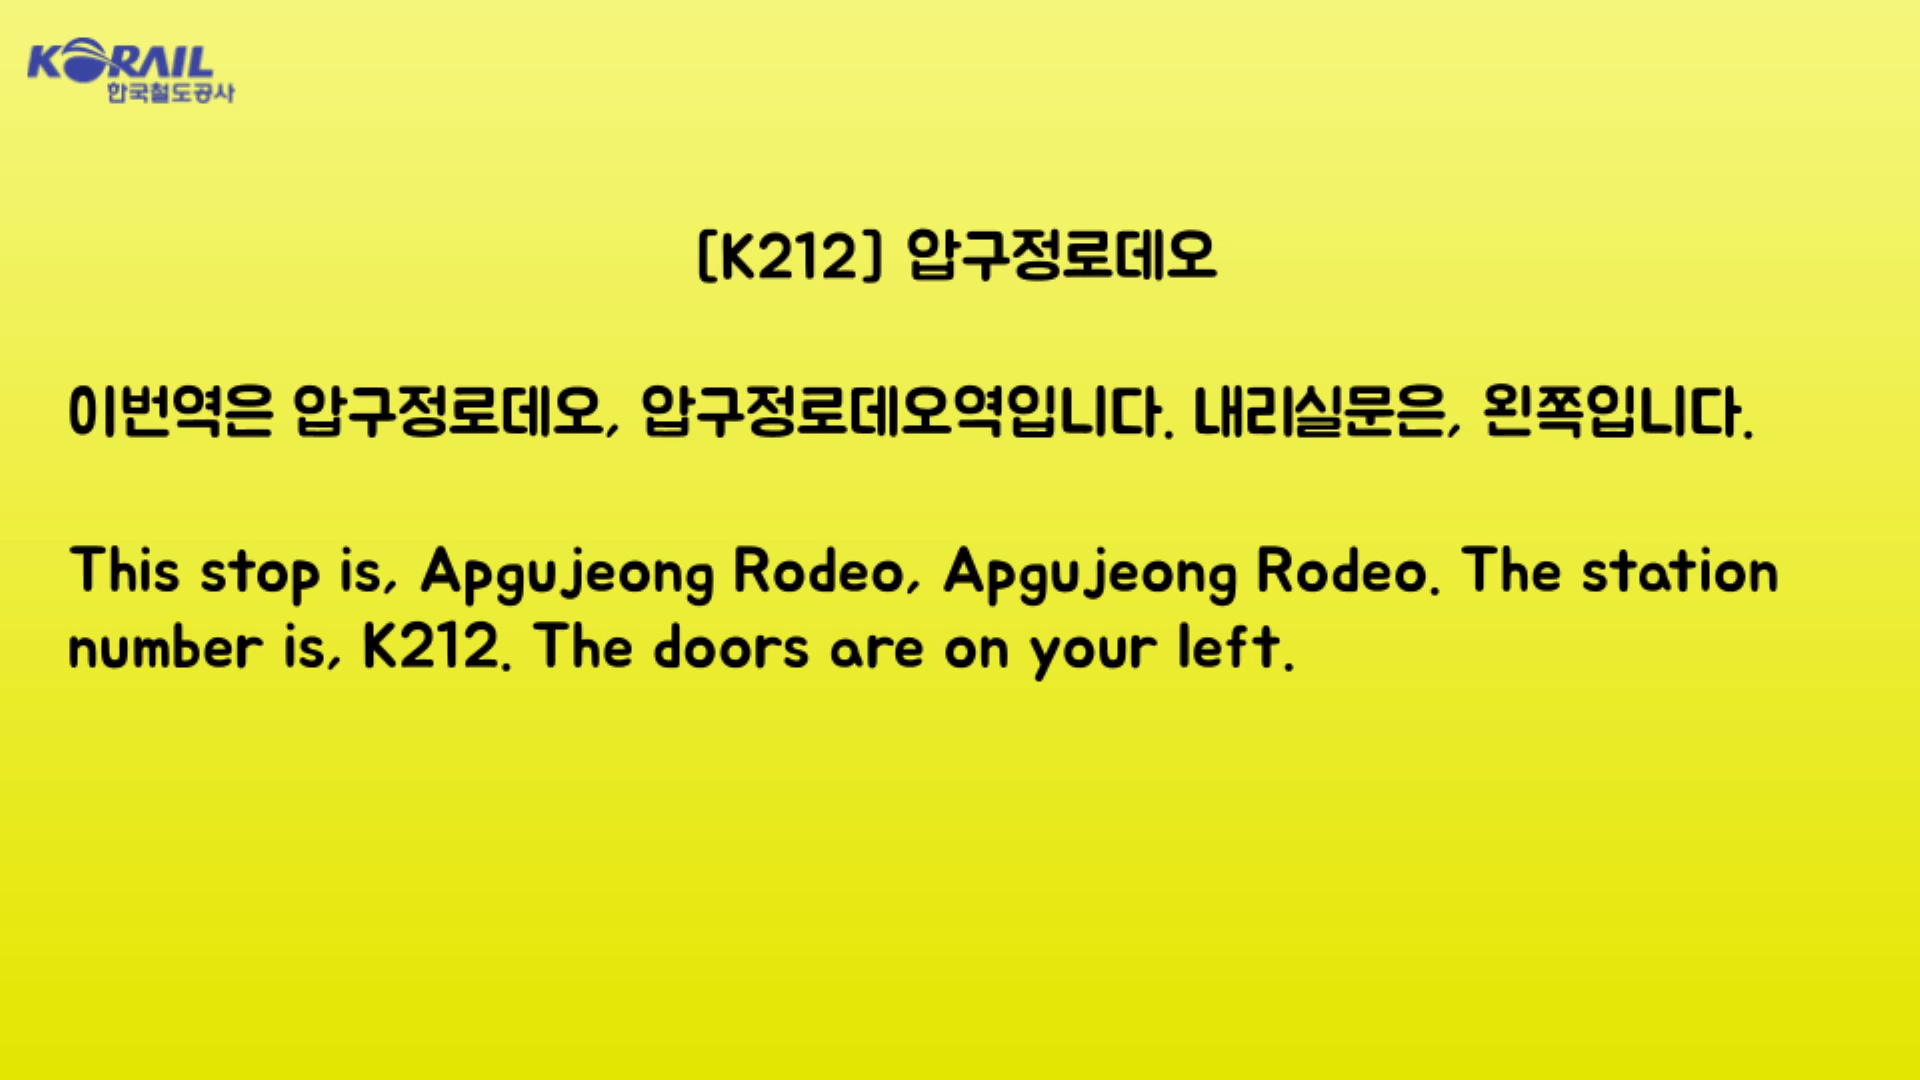 KORAIL
한국철도공사
[K212] 압구정로데오
이번역은 압구정로데오, 압구정로데오역입니다. 내리실문은, 왼쪽입니다.
This stop is, Apgujeong Rodeo, Apgujeong Rodeo. The station
number is, K212. The doors are on your left.